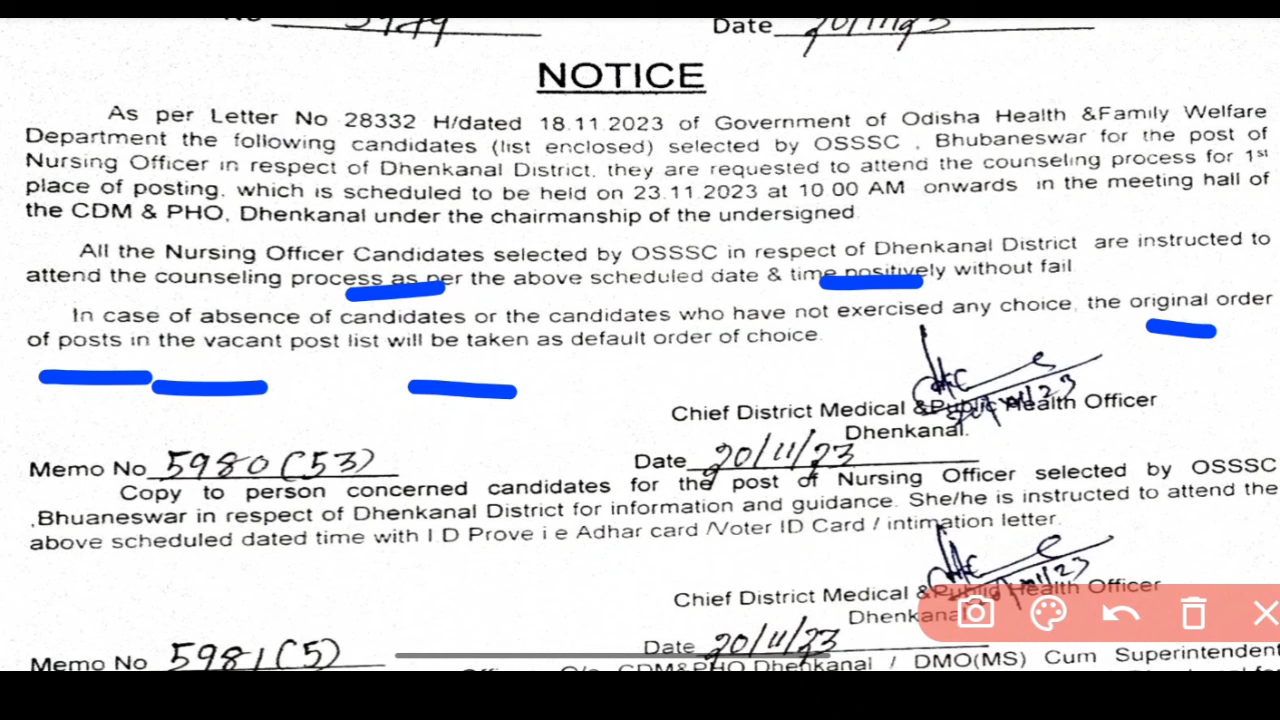 Date 20/11/23
NOTICE
As per Letter No 28332 H/dated 18.11.2023 of Government of Odisha Health &Family Welfare
Department the following candidates (list enclosed) selected by OSSSC , Bhubaneswar for the post of
Nursing Officer in respect of Dhenkanal District, they are requested to attend the counseling process for 1st
place of posting, which is scheduled to be held on 23.11.2023 at 10 00 AM onwards in the meeting hall of
the CDM & PHO, Dhenkanal under the chairmanship of the undersigned.
All the Nursing Officer Candidates selected by OSSSC in respect of Dhenkanal District are instructed to
attend the counseling process as per the above scheduled date & time positively without fail.
In case of absence of candidates or the candidates who have not exercised any choice, the original order
of posts in the vacant post list will be taken as default order of choice.
Chief District Medical &Public Health Officer
Dhenkanal.
Memo No 5980(53) Date 20/11/23
Copy to person concerned candidates for the post of Nursing Officer selected by OSSSC
,Bhuaneswar in respect of Dhenkanal District for information and guidance. She/he is instructed to attend the
above scheduled dated time with I.D Prove i e Adhar card /Voter ID Card / intimation letter.
Chief District Medical &Public Health Officer
Dhenkanal
Memo No 5981(5) Date 20/11/23
CDM&PHO Dhenkanal / DMO(MS) Cum Superintendent